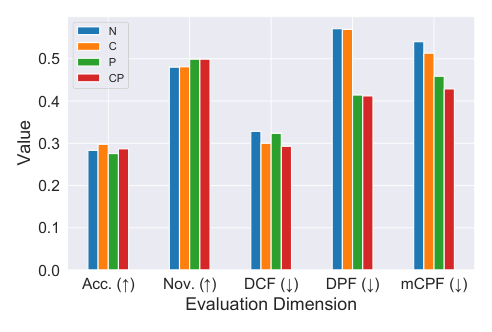 N
C
P
CP
Value
0.5
0.4
0.3
0.2
0.1
0.0
Acc. (↑) Nov. (↑) DCF (↓) DPF (↓) mCPF (↓)
Evaluation Dimension